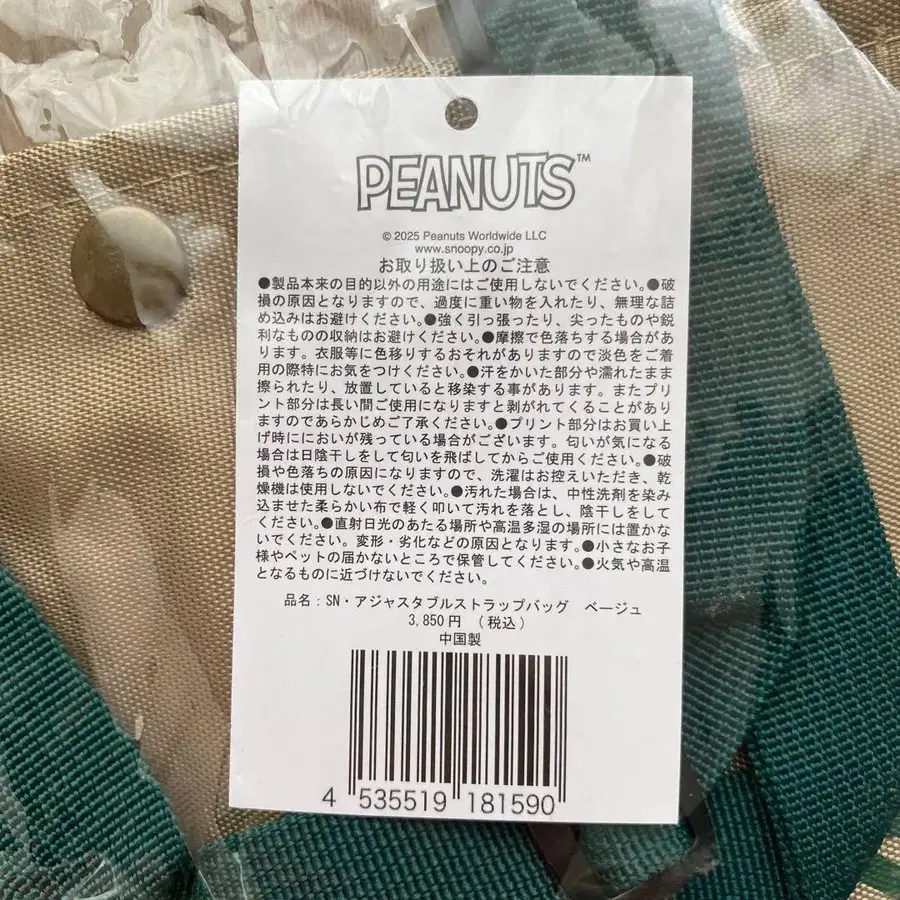 PEANUTS™
© 2025 Peanuts Worldwide LLC
www.snoopy.co.jp
お取り扱い上のご注意
●製品本来の目的以外の用途にはご使用しないでください。●破
損の原因となりますので、過度に重い物を入れたり、無理な詰
め込みはお避けください。●強く引っ張ったり、尖ったものや鋭
利なものの収納はお避けください。●摩擦で色落ちする場合があ
ります。衣服等に色移りするおそれがありますので淡色をご着
用の際特にお気をつけください。●汗をかいた部分や濡れたまま
擦られたり、放置していると移染する事があります。またプリ
ント部分は長い間ご使用になりますと剥がれてくることがあり
ますのであらかじめご了承ください。●プリント部分はお買い上
げ時ににおいが残っている場合がございます。匂いが気になる
場合は日陰干しをして匂いを飛ばしてからご使用ください。●破
損や色落ちの原因になりますので、洗濯はお控えいただき、乾
燥機は使用しないでください。●汚れた場合は、中性洗剤を染み
込ませた柔らかい布で軽く叩いて汚れを落とし、陰干しをして
ください。●直射日光のあたる場所や高温多湿の場所には置かな
いでください。変形・劣化などの原因となります。●小さなお子
様やペットの届かないところで保管してください。●火気や高温
となるものに近づけないでください。
品名：SN・アジャスタブルストラップバッグ　ベージュ
3,850円 （税込）
中国製
4 535519 181590